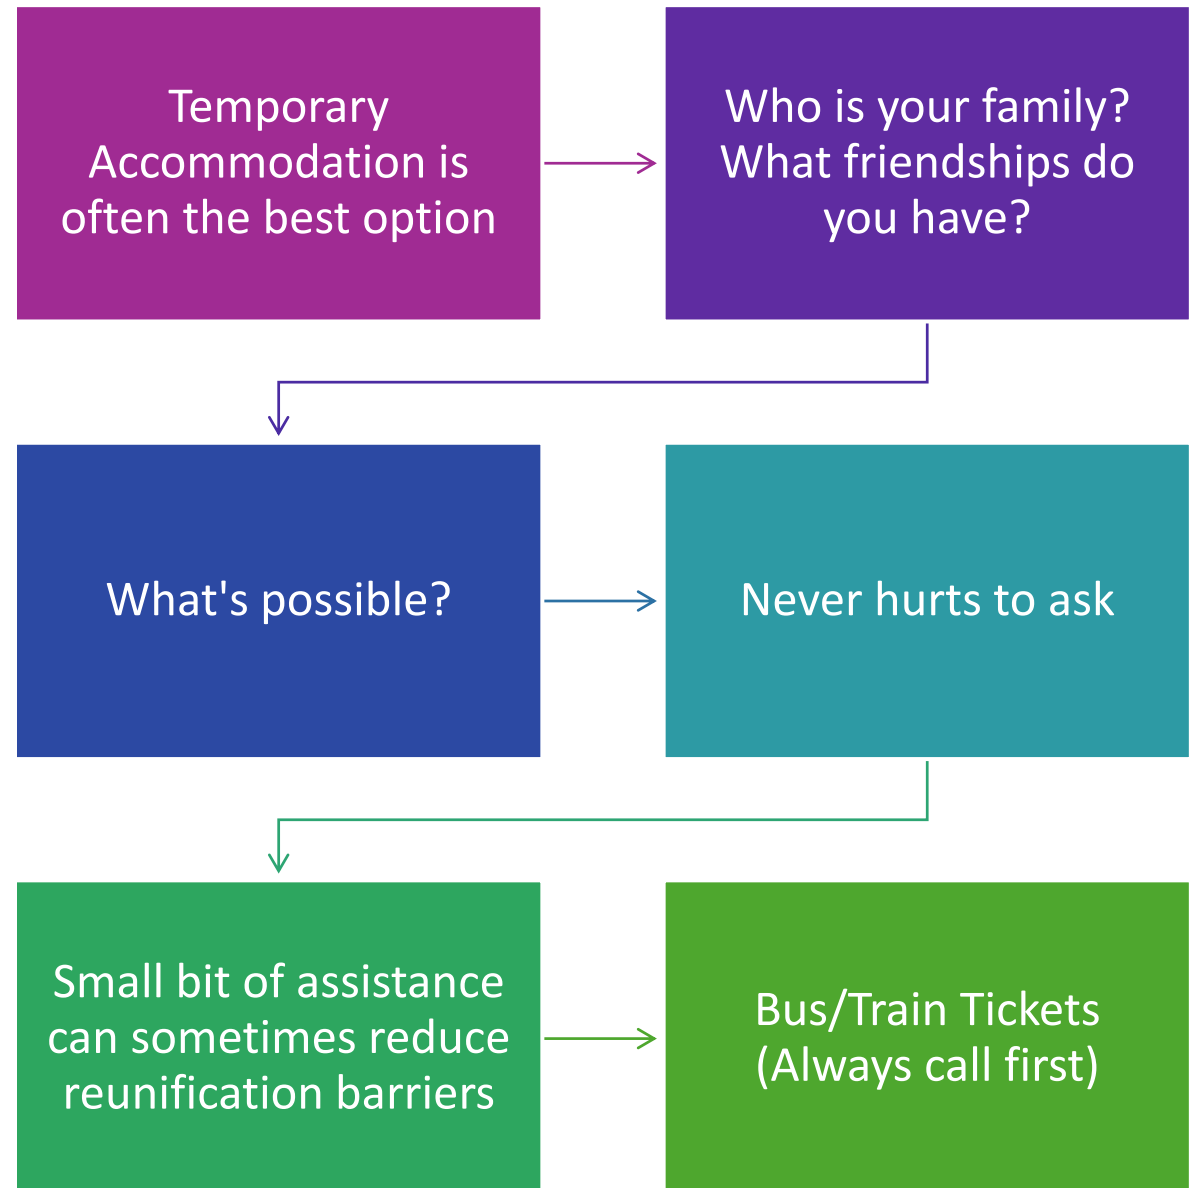 Temporary
Accommodation is
often the best option
Who is your family?
What friendships do
you have?
What's possible?
Never hurts to ask
Small bit of assistance
can sometimes reduce
reunification barriers
Bus/Train Tickets
(Always call first)